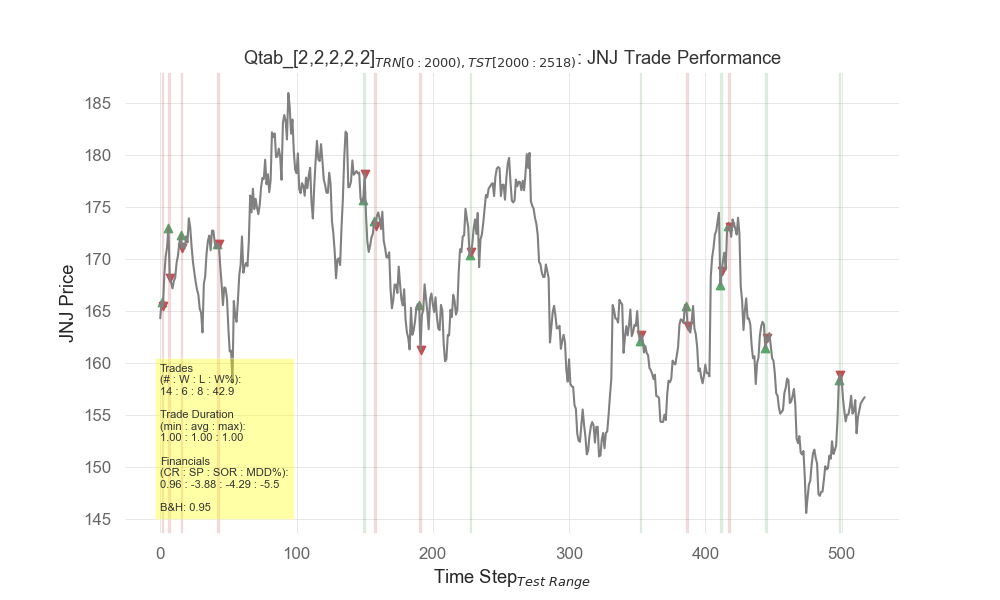 Qtab_[2,2,2,2,2]TRN[0 : 2000), TST[2000 : 2518): JNJ Trade Performance
185
180
175
170
165
160
155
150
145
JNJ Price
Trades
(# : W : L : W%):
14 : 6 : 8 : 42.9
Trade Duration
(min : avg : max):
1.00 : 1.00 : 1.00
Financials
(CR : SP : SOR : MDD%):
0.96 : -3.88 : -4.29 : -5.5
B&H: 0.95
0 100 200 300 400 500
Time StepTest Range